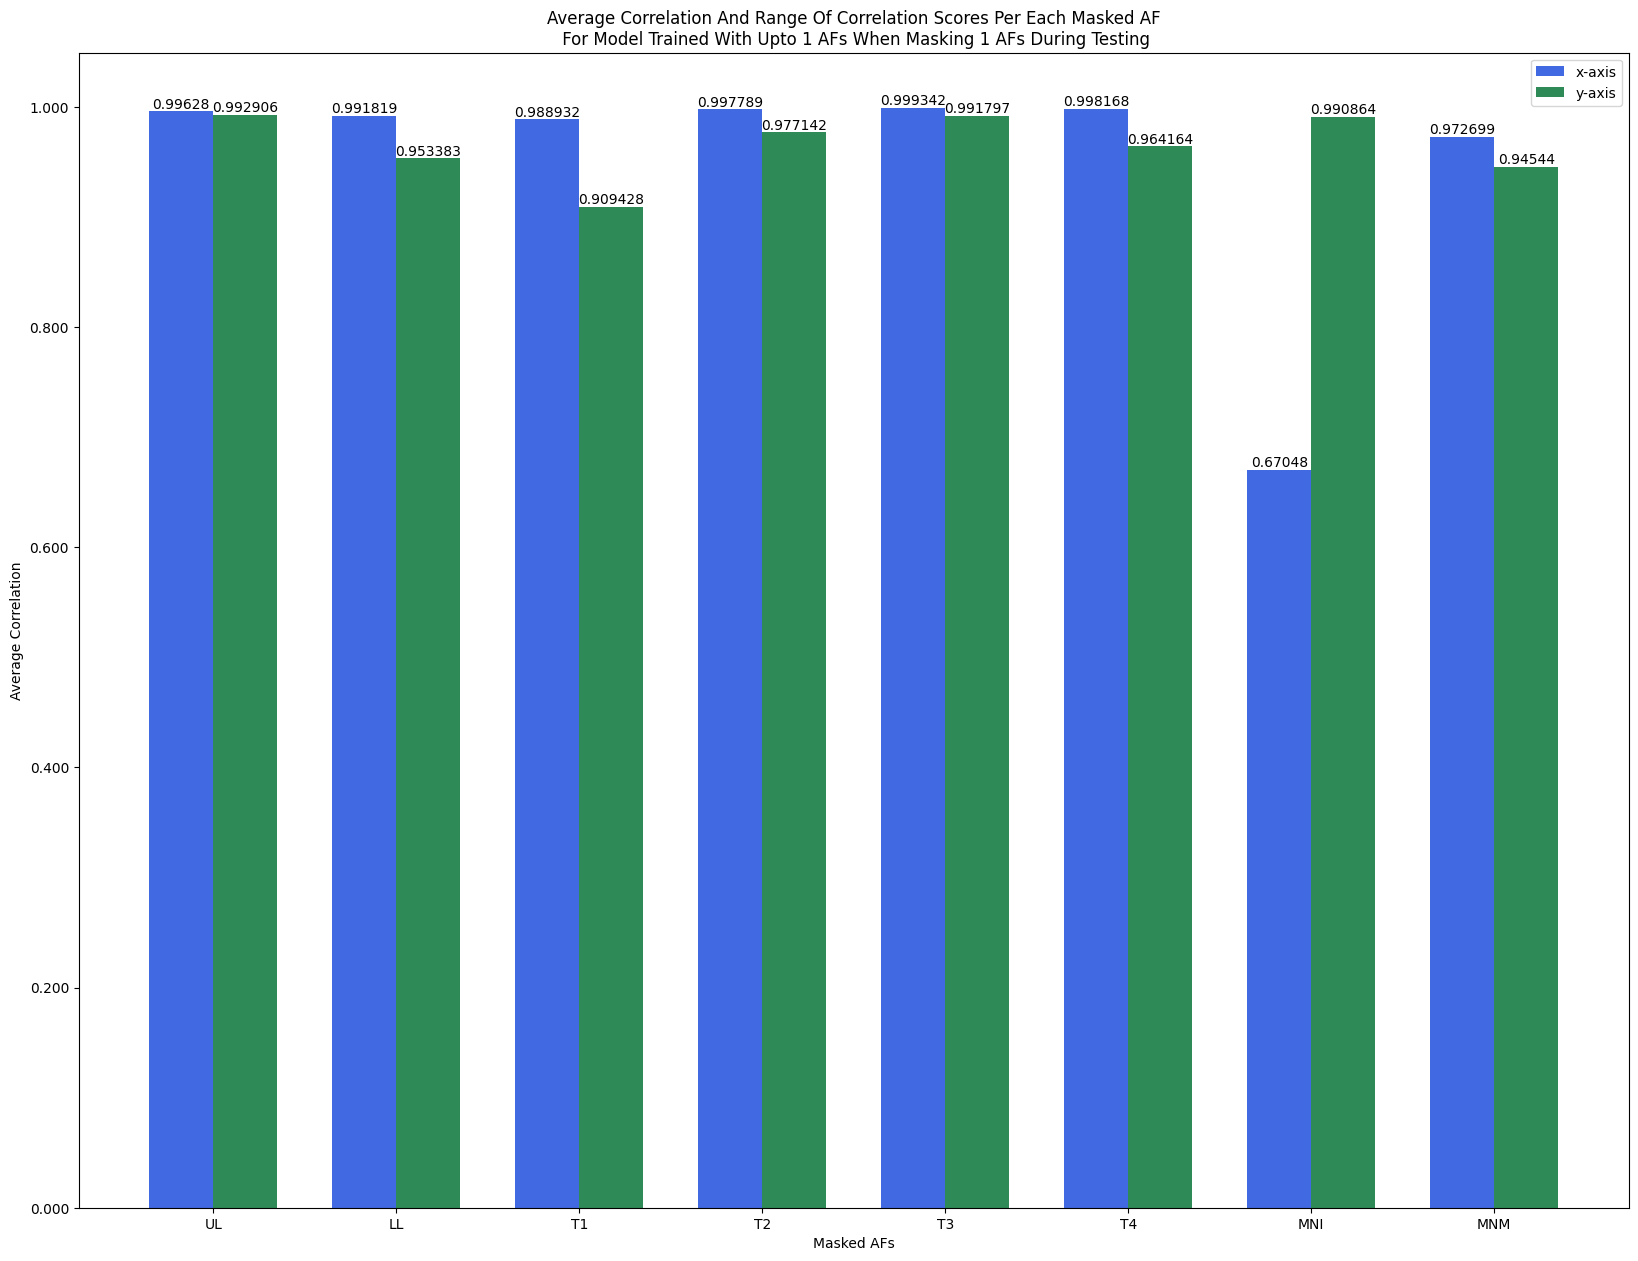 Average Correlation And Range Of Correlation Scores Per Each Masked AF
For Model Trained With Upto 1 AFs When Masking 1 AFs During Testing
x-axis
y-axis
1.000
0.800
0.600
0.400
0.200
0.000
Average Correlation
0.99628
0.992906
0.991819
0.953383
0.988932
0.909428
0.997789
0.977142
0.999342
0.991797
0.998168
0.964164
0.67048
0.990864
0.972699
0.94544
UL
LL
T1
T2
T3
T4
MNI
MNM
Masked AFs